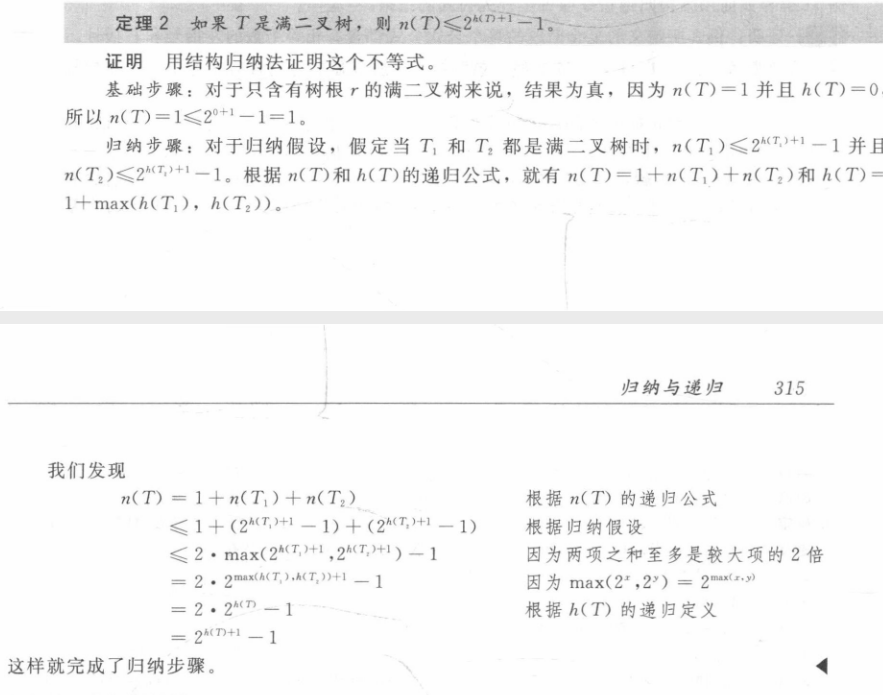 定理 2 如果 T 是满二叉树，则 n(T)≤2^{h(T)+1}－1。
证明 用结构归纳法证明这个不等式。
基础步骤：对于只含有树根 r 的满二叉树来说，结果为真，因为 n(T)＝1 并且 h(T)＝0，
所以 n(T)＝1≤2^{0+1}－1＝1。
归纳步骤：对于归纳假设，假定当 T₁ 和 T₂ 都是满二叉树时，n(T₁)≤2^{h(T₁)+1}－1 并且
n(T₂)≤2^{h(T₂)+1}－1。根据 n(T)和 h(T)的递归公式，就有 n(T)＝1＋n(T₁)＋n(T₂)和 h(T)＝
1＋max(h(T₁)，h(T₂))。
归纳与递归 315
我们发现
n(T) ＝ 1＋n(T₁)＋n(T₂) 根据 n(T) 的递归公式
≤ 1＋(2^{h(T₁)+1}－1)＋(2^{h(T₂)+1}－1) 根据归纳假设
≤ 2・max(2^{h(T₁)+1},2^{h(T₂)+1})－1 因为两项之和至多是较大项的 2 倍
＝ 2・2^{max(h(T₁),h(T₂))+1}－1 因为 max(2^x,2^y) ＝ 2^{max(x,y)}
＝ 2・2^{h(T)}－1 根据 h(T) 的递归定义
＝ 2^{h(T)+1}－1
这样就完成了归纳步骤。 ◀